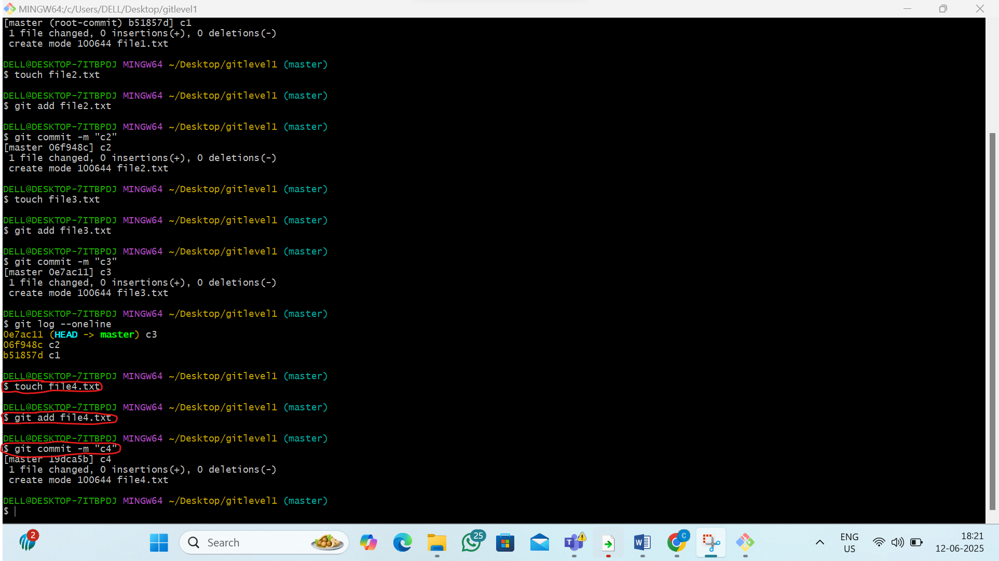 MINGW64:/c/Users/DELL/Desktop/gitlevel1
[master (root-commit) b51857d] c1
 1 file changed, 0 insertions(+), 0 deletions(-)
 create mode 100644 file1.txt
DELL@DESKTOP-7ITBPDJ MINGW64 ~/Desktop/gitlevel1 (master)
$ touch file2.txt
DELL@DESKTOP-7ITBPDJ MINGW64 ~/Desktop/gitlevel1 (master)
$ git add file2.txt
DELL@DESKTOP-7ITBPDJ MINGW64 ~/Desktop/gitlevel1 (master)
$ git commit -m "c2"
[master 06f948c] c2
 1 file changed, 0 insertions(+), 0 deletions(-)
 create mode 100644 file2.txt
DELL@DESKTOP-7ITBPDJ MINGW64 ~/Desktop/gitlevel1 (master)
$ touch file3.txt
DELL@DESKTOP-7ITBPDJ MINGW64 ~/Desktop/gitlevel1 (master)
$ git add file3.txt
DELL@DESKTOP-7ITBPDJ MINGW64 ~/Desktop/gitlevel1 (master)
$ git commit -m "c3"
[master 0e7ac11] c3
 1 file changed, 0 insertions(+), 0 deletions(-)
 create mode 100644 file3.txt
DELL@DESKTOP-7ITBPDJ MINGW64 ~/Desktop/gitlevel1 (master)
$ git log --oneline
0e7ac11 (HEAD -> master) c3
06f948c c2
b51857d c1
DELL@DESKTOP-7ITBPDJ MINGW64 ~/Desktop/gitlevel1 (master)
$ touch file4.txt
DELL@DESKTOP-7ITBPDJ MINGW64 ~/Desktop/gitlevel1 (master)
$ git add file4.txt
DELL@DESKTOP-7ITBPDJ MINGW64 ~/Desktop/gitlevel1 (master)
$ git commit -m "c4"
[master 19dca5b] c4
 1 file changed, 0 insertions(+), 0 deletions(-)
 create mode 100644 file4.txt
DELL@DESKTOP-7ITBPDJ MINGW64 ~/Desktop/gitlevel1 (master)
$
2
Search
25
T
W
C
ENG
US
18:21
12-06-2025